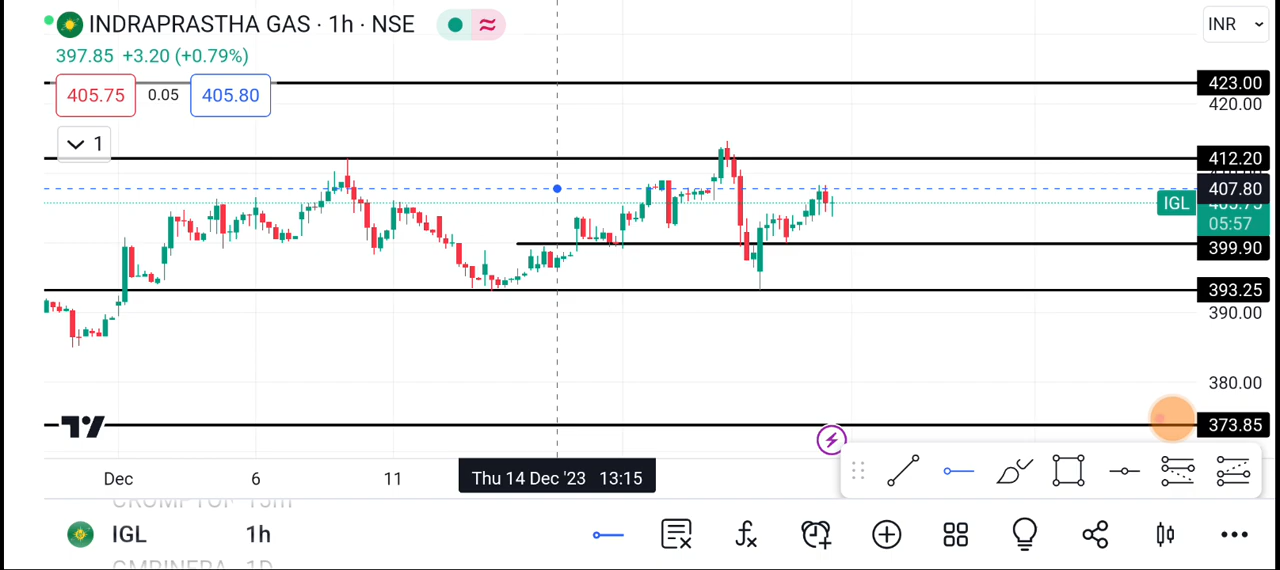 INDRAPRASTHA GAS · 1h · NSE
INR
397.85 +3.20 (+0.79%)
405.75 0.05 405.80
1
423.00
420.00
412.20
407.80
IGL
05:57
399.90
393.25
390.00
380.00
373.85
Dec 6 11 Thu 14 Dec '23 13:15
IGL 1h